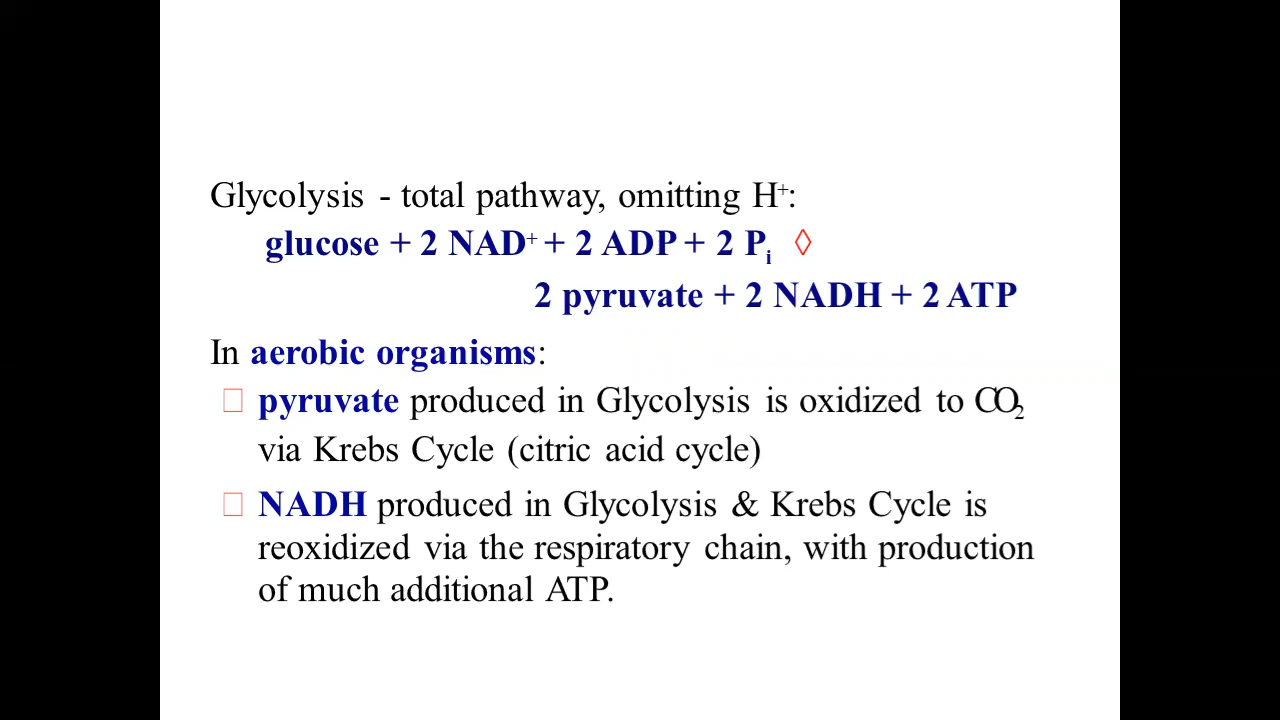 Glycolysis - total pathway, omitting H⁺:
glucose + 2 NAD⁺ + 2 ADP + 2 Pᵢ ◊
2 pyruvate + 2 NADH + 2 ATP
In aerobic organisms:
□ pyruvate produced in Glycolysis is oxidized to CO₂
via Krebs Cycle (citric acid cycle)
□ NADH produced in Glycolysis & Krebs Cycle is
reoxidized via the respiratory chain, with production
of much additional ATP.